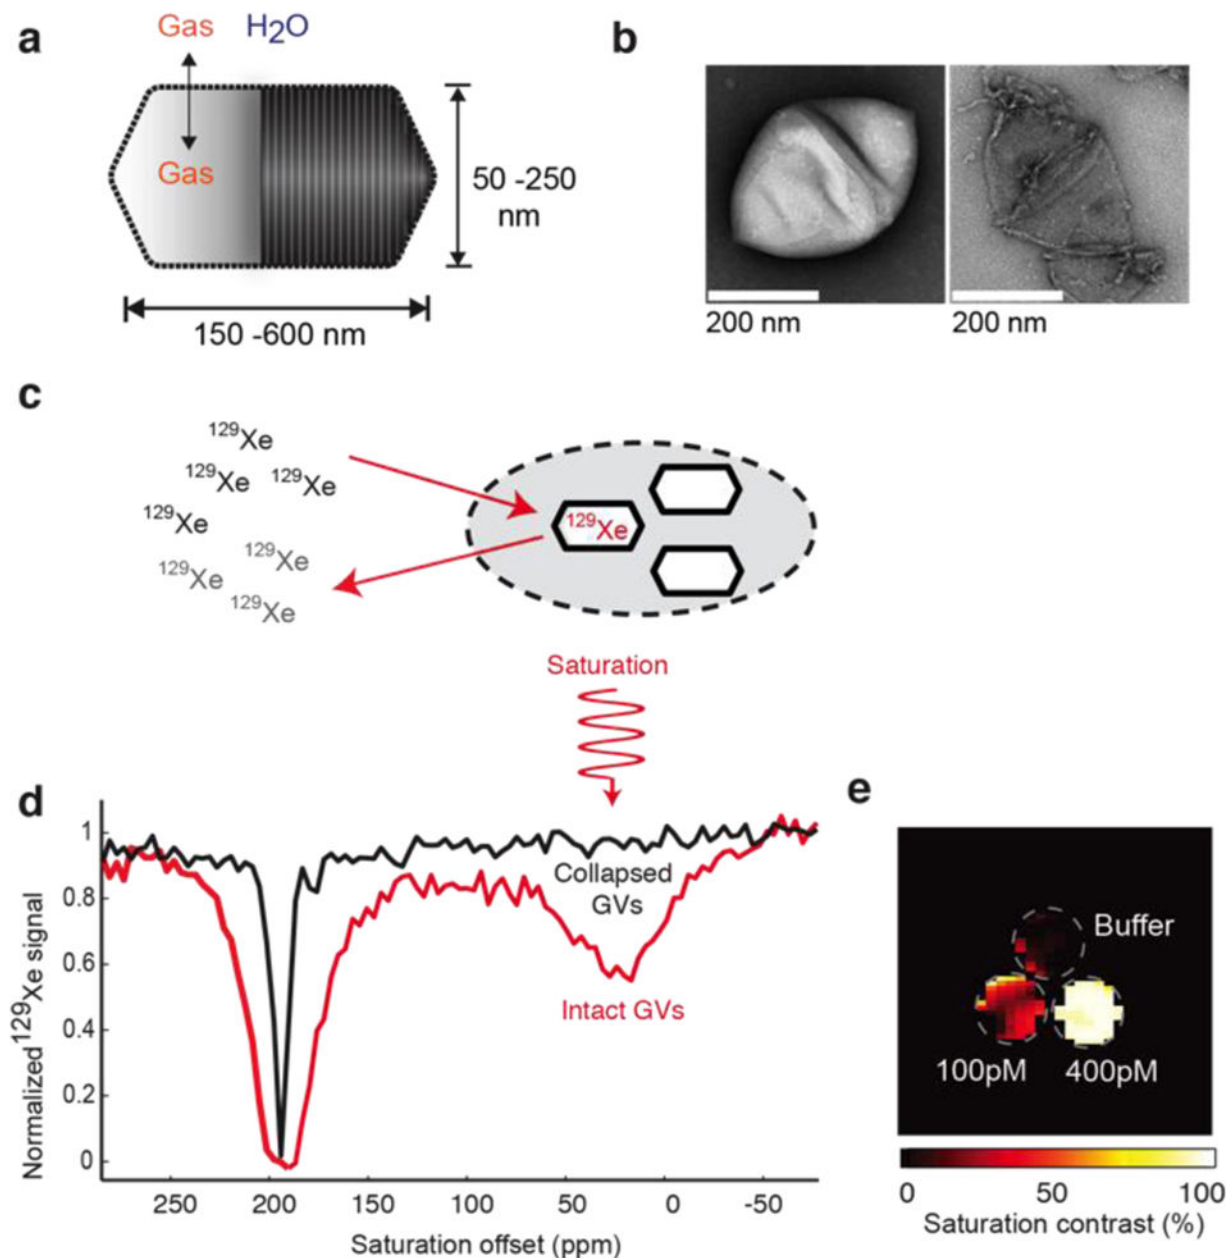 a
Gas H₂O
Gas
50 -250
nm
150 -600 nm
b
200 nm
200 nm
c
¹²⁹Xe
¹²⁹Xe ¹²⁹Xe
¹²⁹Xe
¹²⁹Xe
¹²⁹Xe
¹²⁹Xe
¹²⁹Xe
Saturation
d
Normalized ¹²⁹Xe signal
1
0.8
0.6
0.4
0.2
0
Collapsed
GVs
Intact GVs
250 200 150 100 50 0 -50
Saturation offset (ppm)
e
Buffer
100pM 400pM
0 50 100
Saturation contrast (%)